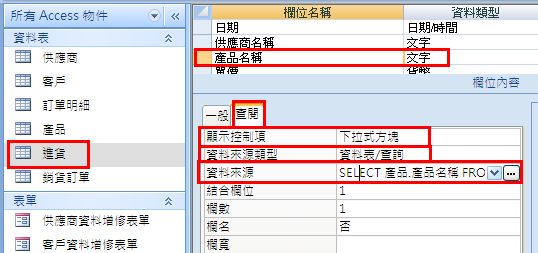 所有 Access 物件
資料表
供應商
客戶
訂單明細
產品
進貨
銷貨訂單
表單
供應商資料增修表單
客戶資料增修表單
欄位名稱 資料類型
日期 日期/時間
供應商名稱 文字
產品名稱 文字
單價 貨幣
欄位內容
一般 查閱
顯示控制項 下拉式方塊
資料來源類型 資料表/查詢
資料來源 SELECT 產品.產品名稱 FRO
結合欄位 1
欄數 1
欄名 否
欄寬